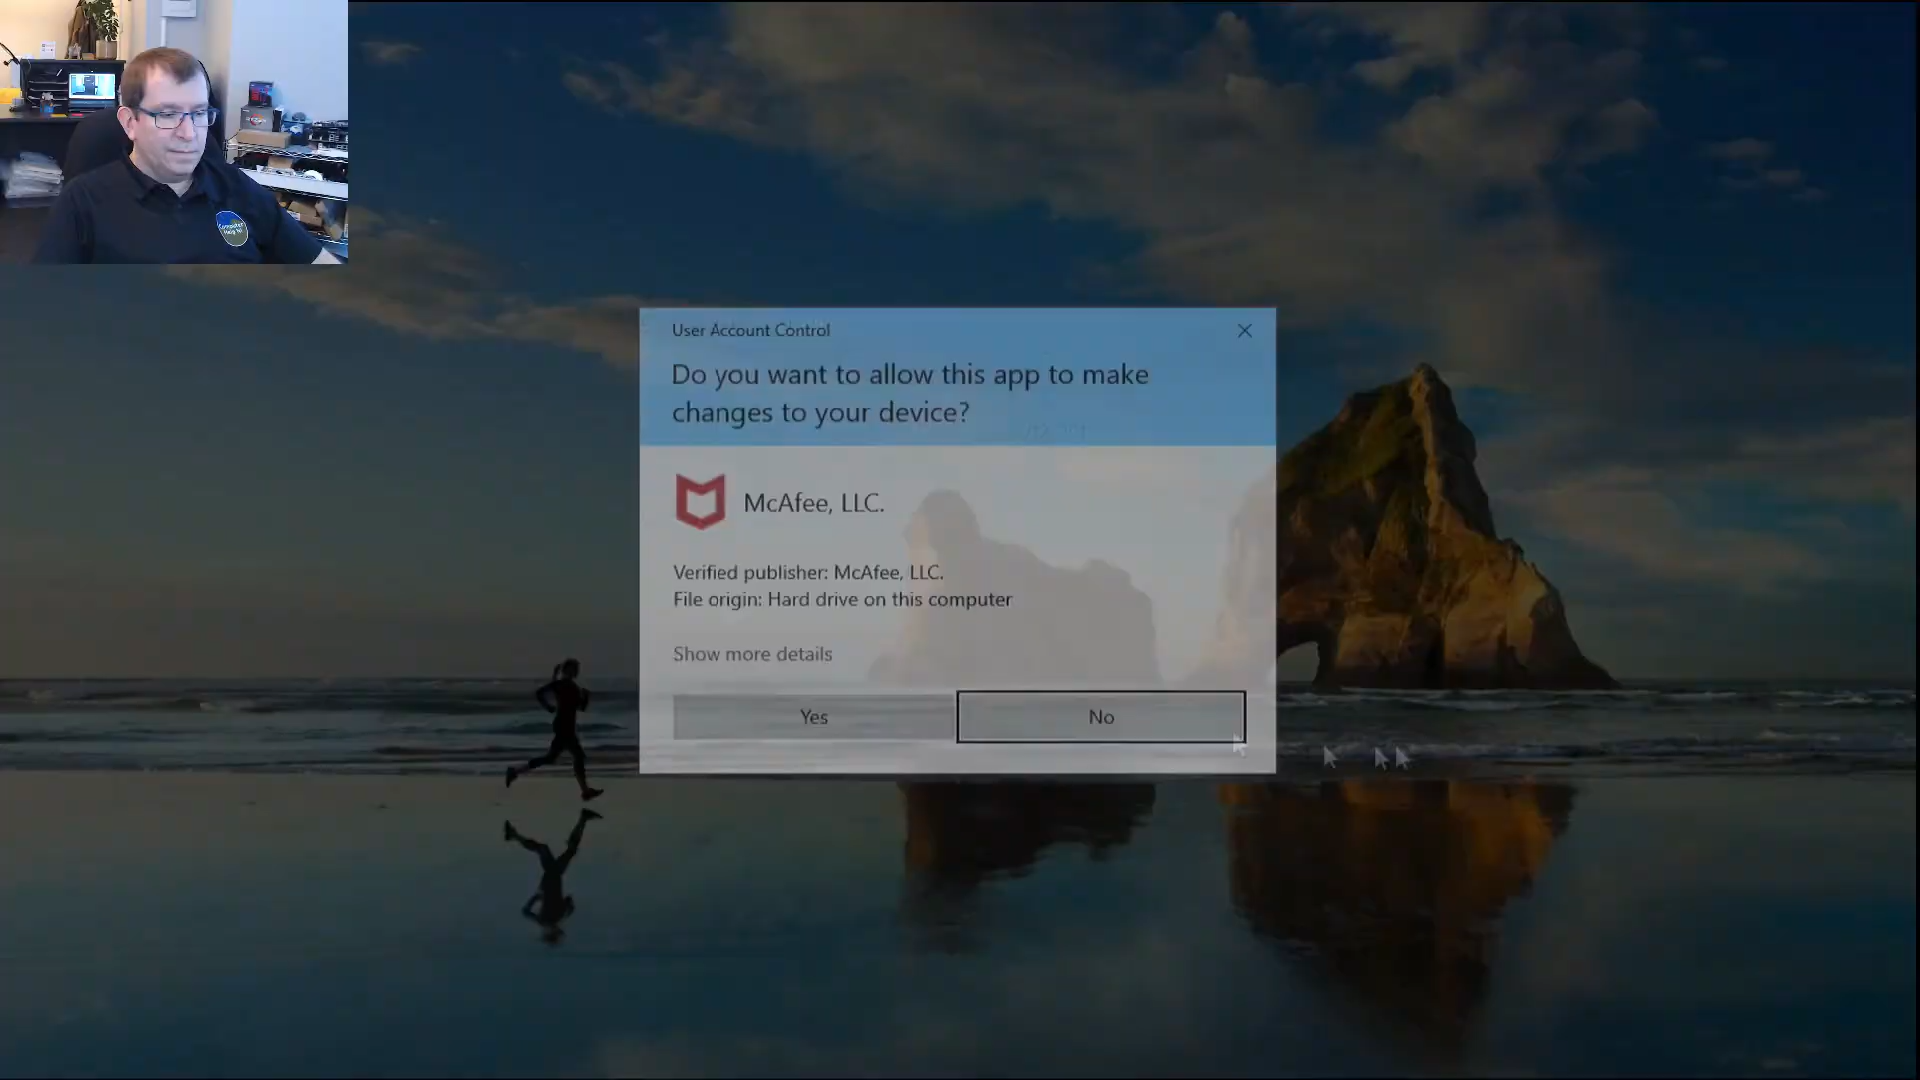 User Account Control
Do you want to allow this app to make
changes to your device?
McAfee, LLC.
Verified publisher: McAfee, LLC.
File origin: Hard drive on this computer
Show more details
Yes
No